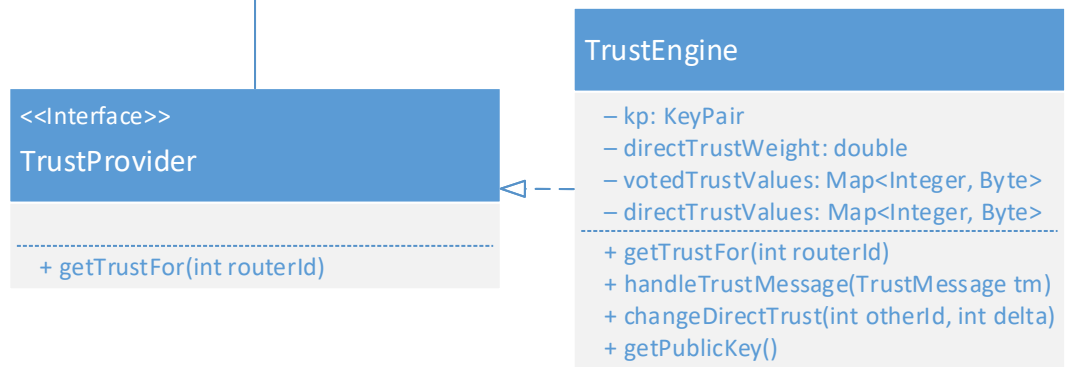 <<Interface>>
TrustProvider
+ getTrustFor(int routerId)
TrustEngine
– kp: KeyPair
– directTrustWeight: double
– votedTrustValues: Map<Integer, Byte>
– directTrustValues: Map<Integer, Byte>
+ getTrustFor(int routerId)
+ handleTrustMessage(TrustMessage tm)
+ changeDirectTrust(int otherId, int delta)
+ getPublicKey()